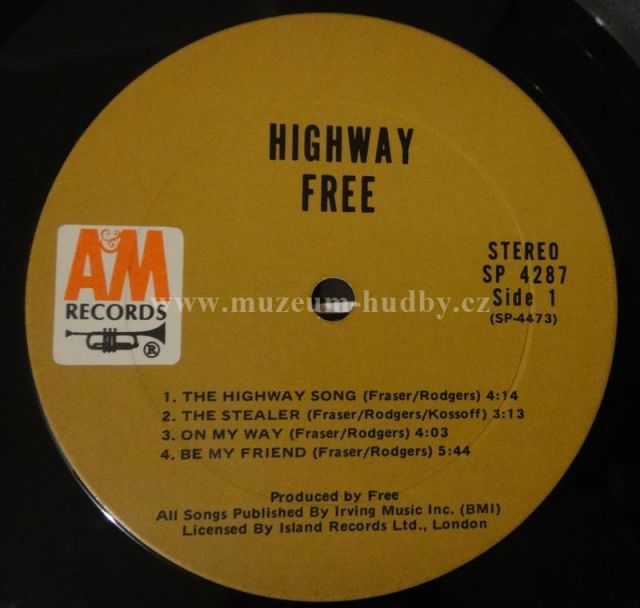 HIGHWAY
FREE
A&M
RECORDS
®
STEREO
SP 4287
Side 1
(SP-4473)
www.muzeum-hudby.cz
1. THE HIGHWAY SONG (Fraser/Rodgers) 4:14
2. THE STEALER (Fraser/Rodgers/Kossoff) 3:13
3. ON MY WAY (Fraser/Rodgers) 4:03
4. BE MY FRIEND (Fraser/Rodgers) 5:44
Produced by Free
All Songs Published By Irving Music Inc. (BMI)
Licensed By Island Records Ltd., London